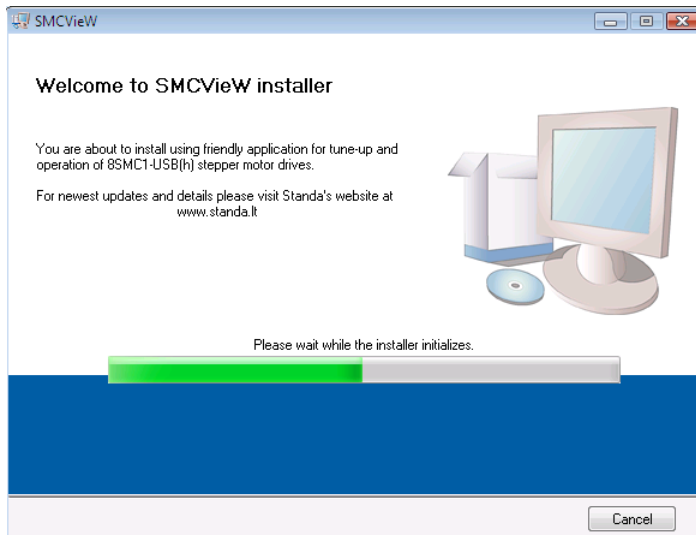 SMCVieW
Welcome to SMCVieW installer
You are about to install using friendly application for tune-up and
operation of 8SMC1-USB(h) stepper motor drives.
For newest updates and details please visit Standa's website at
www.standa.lt
Please wait while the installer initializes.
Cancel